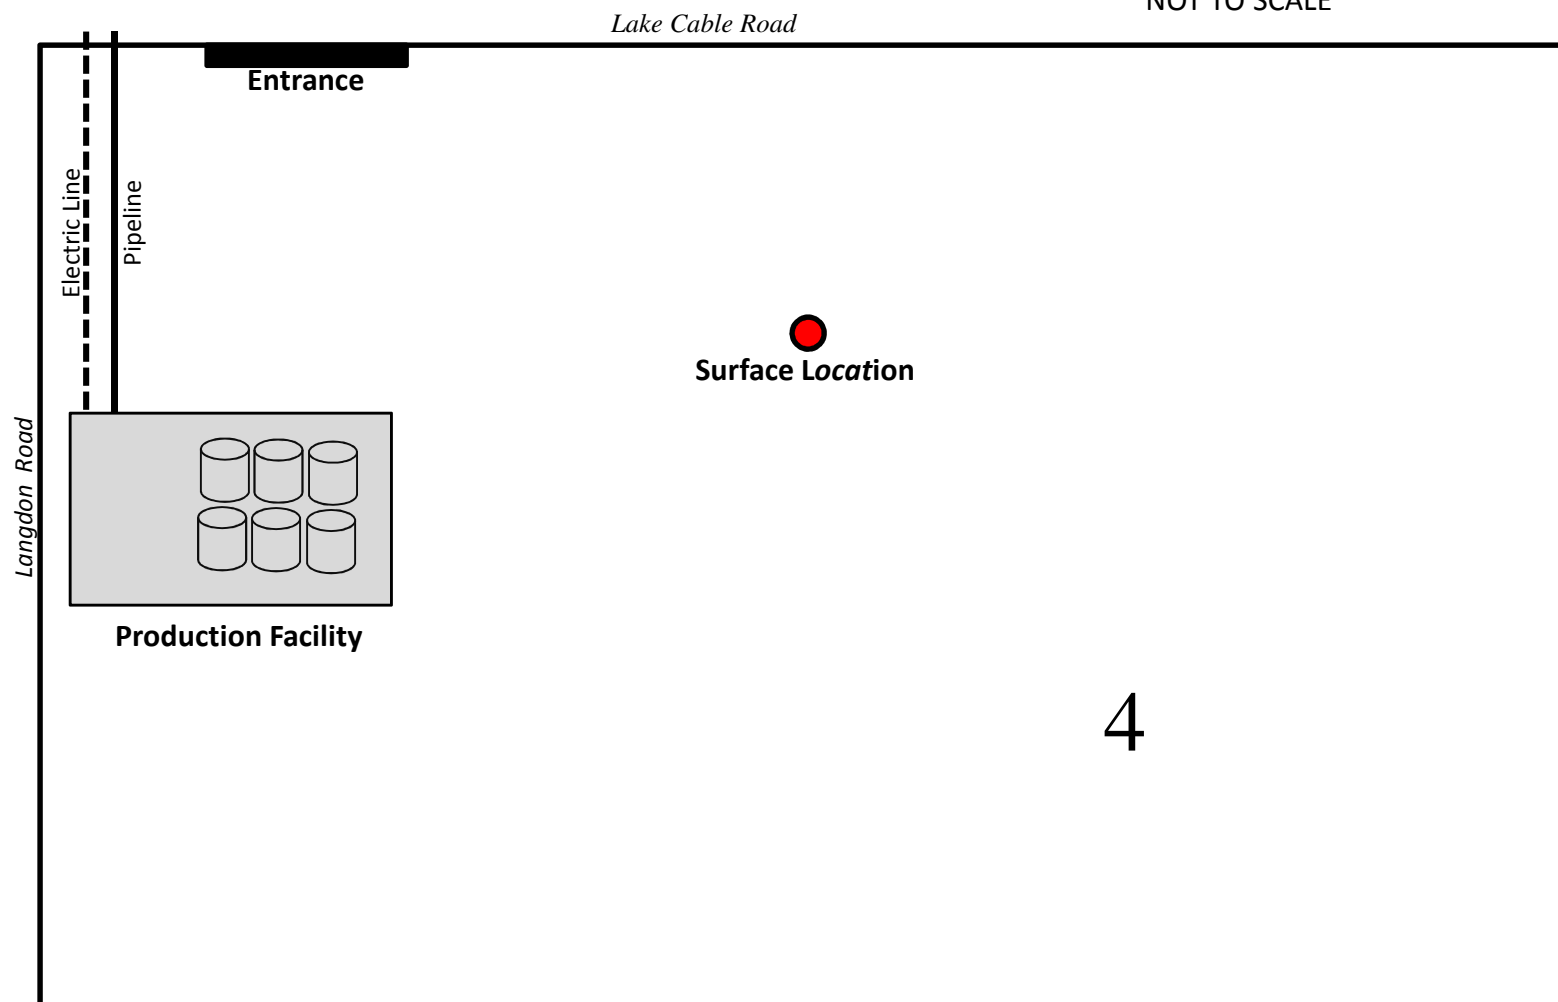 NOT TO SCALE
Lake Cable Road
Entrance
Electric Line
Pipeline
Surface Location
Langdon Road
Production Facility
4